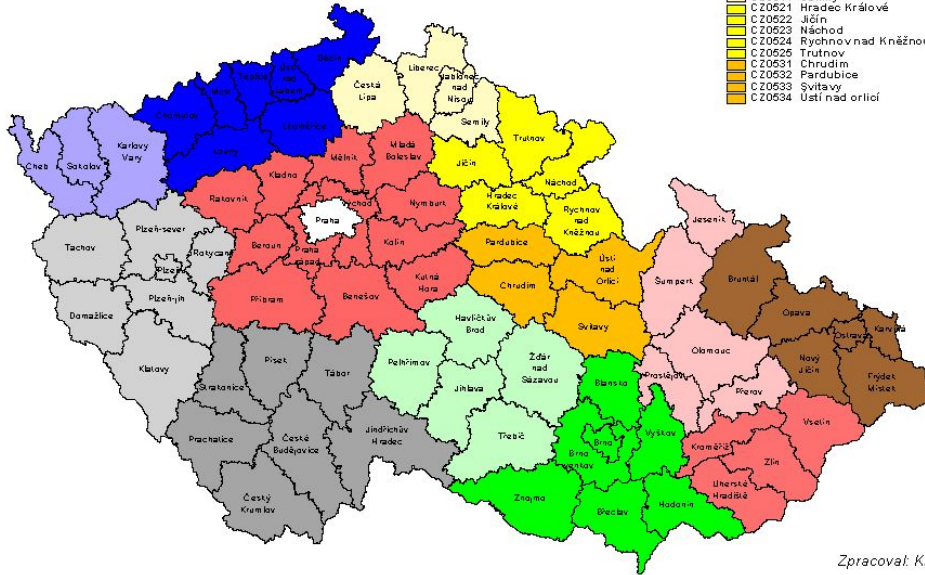 CZ0521 Hradec Králové
CZ0522 Jičín
CZ0523 Náchod
CZ0524 Rychnov nad Kněžnou
CZ0525 Trutnov
CZ0531 Chrudim
CZ0532 Pardubice
CZ0533 Svitavy
CZ0534 Ústí nad orlicí
Děčín
Teplice
Ústí
nad
Labem
Most
Chomutov
Litoměřice
Louny
Česká
Lípa
Liberec
Jablonec
nad
Nisou
Semily
Trutnov
Jičín
Náchod
Hradec
Králové
Rychnov
nad
Kněžnou
Cheb
Sokolov
Karlovy
Vary
Rakovník
Kladno
Mělník
Mladá
Boleslav
Praha
Nymburk
Beroun
Praha
západ
Kolín
Kutná
Hora
Příbram
Benešov
Pardubice
Chrudim
Ústí
nad
Orlicí
Svitavy
Jeseník
Šumperk
Olomouc
Prostějov
Přerov
Bruntál
Opava
Ostrava
Karviná
Nový
Jičín
Frýdek
Místek
Tachov
Plzeň-sever
Rokycany
Plzeň
Plzeň-jih
Domažlice
Klatovy
Strakonice
Písek
Tábor
Prachatice
České
Budějovice
Jindřichův
Hradec
Český
Krumlov
Havlíčkův
Brod
Pelhřimov
Jihlava
Žďár
nad
Sázavou
Třebíč
Blansko
Brno
Brno
venkov
Vyškov
Znojmo
Břeclav
Hodonín
Kroměříž
Vsetín
Zlín
Uherské
Hradiště
Zpracoval: K.